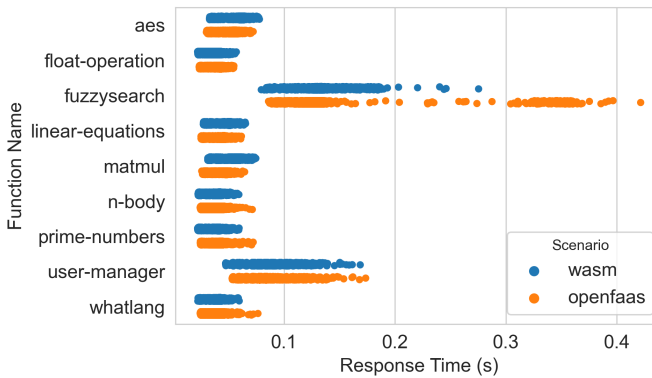 Function Name
aes
float-operation
fuzzysearch
linear-equations
matmul
n-body
prime-numbers
user-manager
whatlang
Scenario
wasm
openfaas
0.1 0.2 0.3 0.4
Response Time (s)